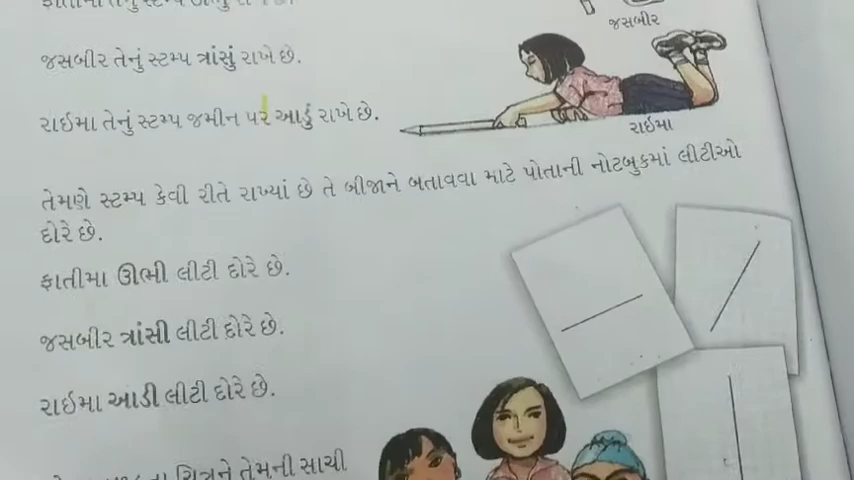 જસબીર
જસબીર તેનું સ્ટમ્પ ત્રાંસું રાખે છે.
રાઈમા તેનું સ્ટમ્પ જમીન પર આડું રાખે છે.
રાઈમા
તેમણે સ્ટમ્પ કેવી રીતે રાખ્યાં છે તે બીજાને બતાવવા માટે પોતાની નોટબુકમાં લીટીઓ
દોરે છે.
ફાતીમા ઊભી લીટી દોરે છે.
જસબીર ત્રાંસી લીટી દોરે છે.
રાઈમા આડી લીટી દોરે છે.
ચિત્રને તેમની સાચી